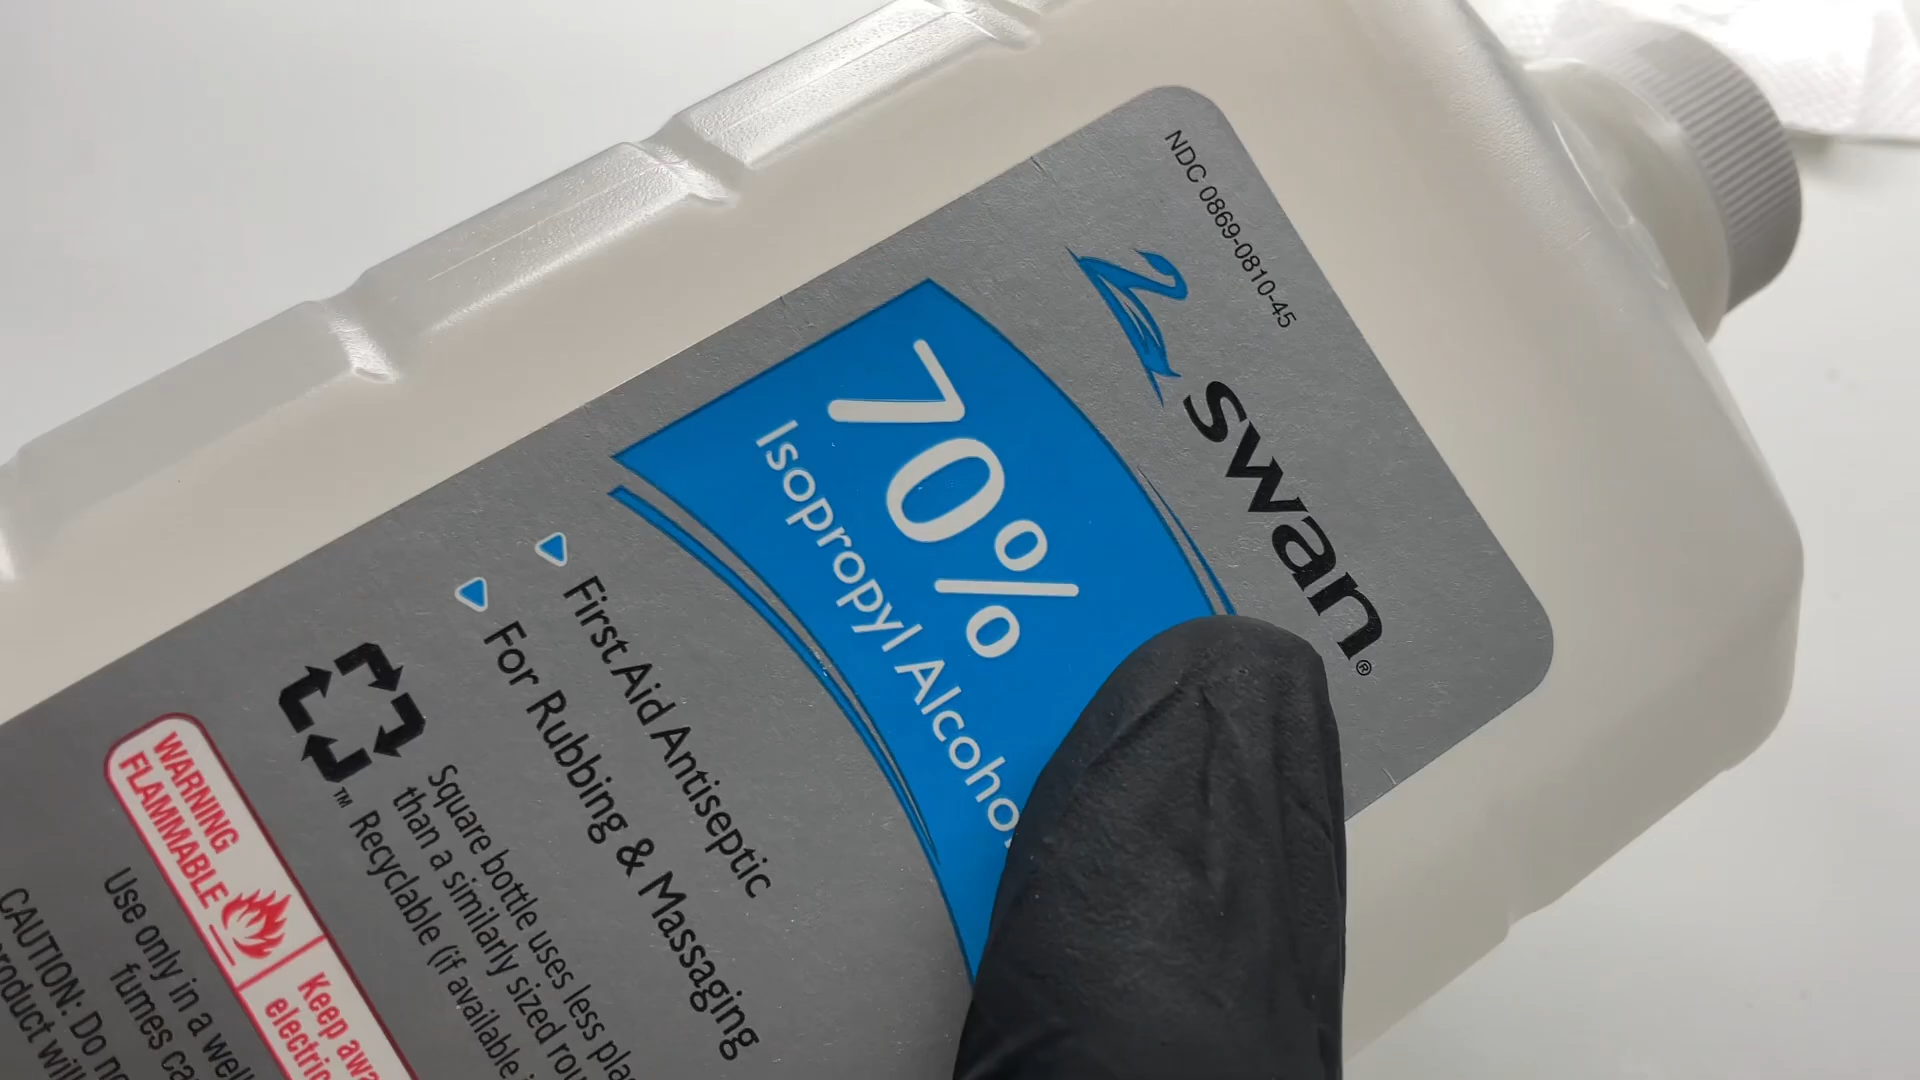 NDC 0869-0810-45
swan®
70%
Isopropyl Alcohol
First Aid Antiseptic
For Rubbing & Massaging
Square bottle uses less
than a similarly sized
™ Recyclable (if available
WARNING
FLAMMABLE
Keep
Use only in a
fumes
CAUTION: Do